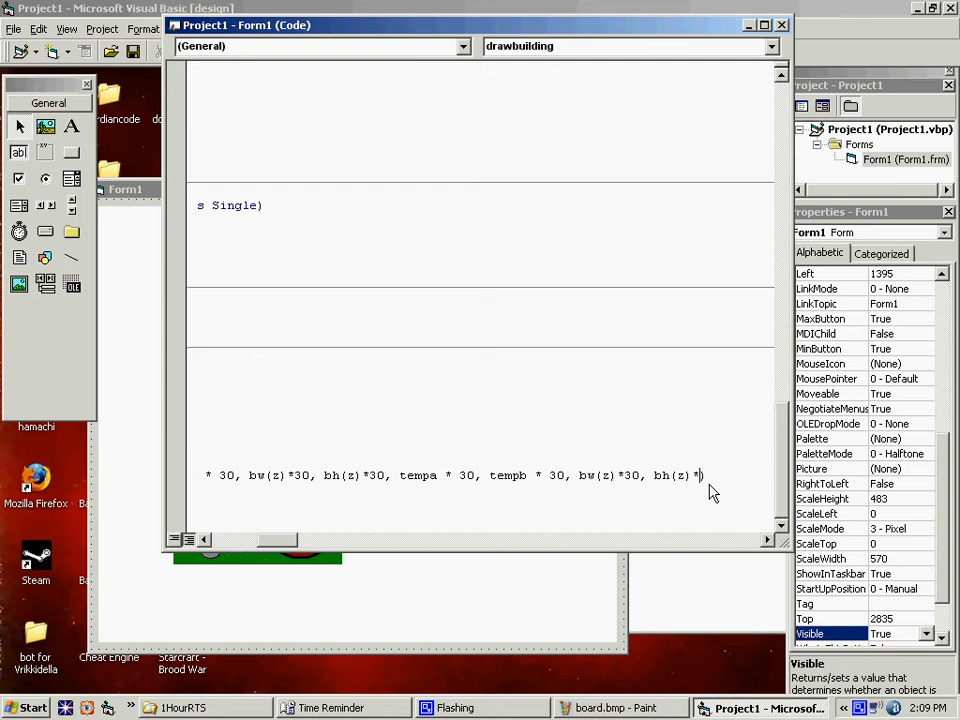 Project1 - Microsoft Visual Basic [design]
File Edit View Project Format
Project1 - Form1 (Code)
(General)
drawbuilding
s Single)
* 30, bw(z)*30, bh(z)*30, tempa * 30, tempb * 30, bw(z)*30, bh(z)*)
General
A
ab|
XY
OLE
rdiancode
Form1
hamachi
Mozilla Firefox
Steam
bot for
Vrikkidella
Cheat Engine
Starcraft -
Brood War
roject - Project1
Project1 (Project1.vbp)
Forms
Form1 (Form1.frm)
roperties - Form1
Form1 Form
Alphabetic Categorized
Left 1395
LinkMode 0 - None
LinkTopic Form1
MaxButton True
MDIChild False
MinButton True
MouseIcon (None)
MousePointer 0 - Default
Moveable True
NegotiateMenus True
OLEDropMode 0 - None
Palette (None)
PaletteMode 0 - Halftone
Picture (None)
RightToLeft False
ScaleHeight 483
ScaleLeft 0
ScaleMode 3 - Pixel
ScaleTop 0
ScaleWidth 570
ShowInTaskbar True
StartUpPosition 0 - Manual
Tag
Top 2835
Visible True
Visible
Returns/sets a value that
determines whether an object is
Start
1HourRTS
Time Reminder
Flashing
board.bmp - Paint
Project1 - Microsof...
2:09 PM